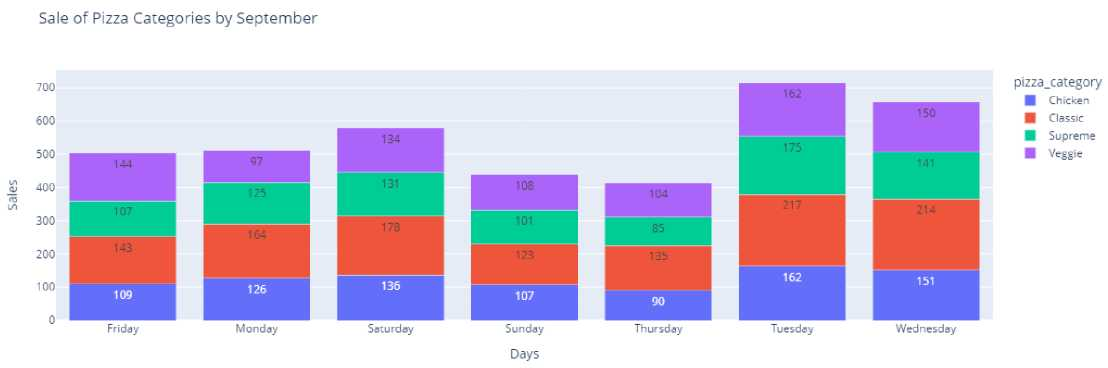 Sale of Pizza Categories by September
pizza_category
Chicken
Classic
Supreme
Veggie
Sales
700
600
500
400
300
200
100
0
144 97 134 108 104 162 150
107 125 131 101 85 175 141
143 164 178 123 135 217 214
109 126 136 107 90 162 151
Friday Monday Saturday Sunday Thursday Tuesday Wednesday
Days